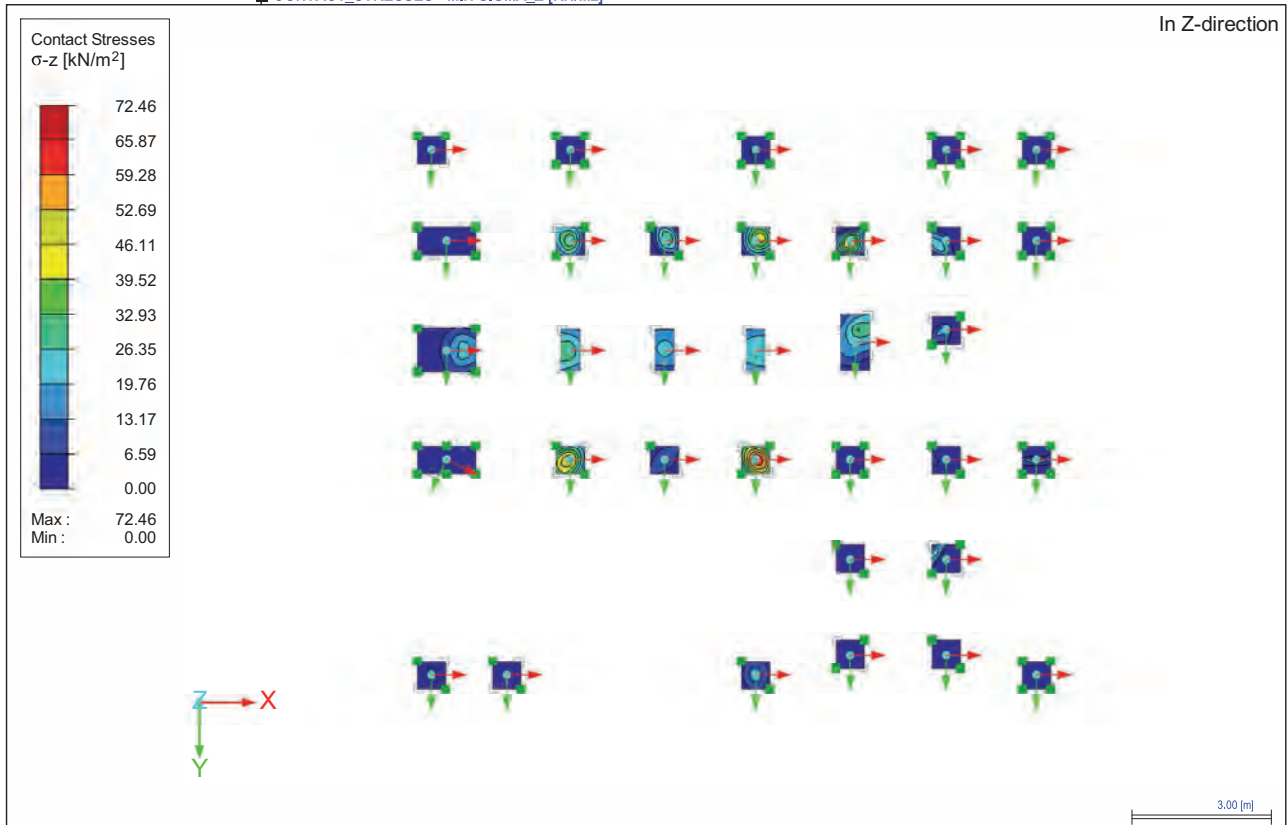 In Z-direction
Contact Stresses
σ-z [kN/m²]
72.46
65.87
59.28
52.69
46.11
39.52
32.93
26.35
19.76
13.17
6.59
0.00
Max : 72.46
Min : 0.00
Z X
Y
3.00 [m]